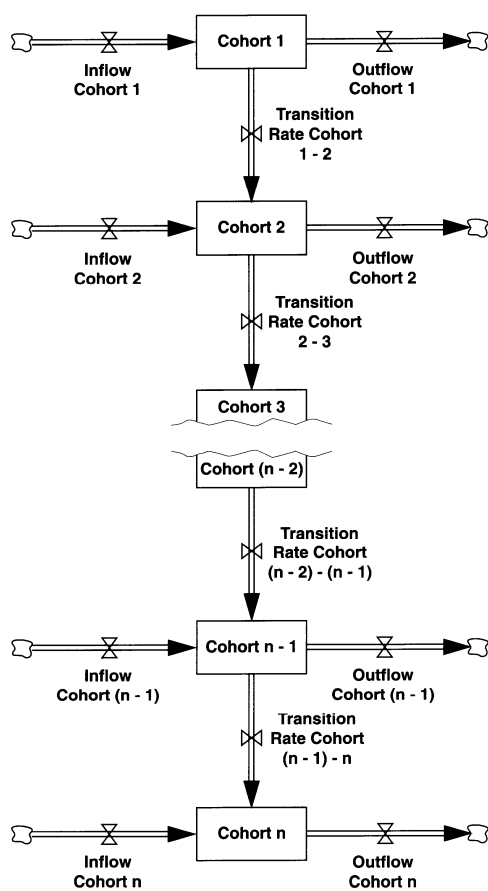 Cohort 1
Inflow
Cohort 1
Outflow
Cohort 1
Transition
Rate Cohort
1 - 2
Cohort 2
Inflow
Cohort 2
Outflow
Cohort 2
Transition
Rate Cohort
2 - 3
Cohort 3
Cohort (n - 2)
Transition
Rate Cohort
(n - 2) - (n - 1)
Cohort n - 1
Inflow
Cohort (n - 1)
Outflow
Cohort (n - 1)
Transition
Rate Cohort
(n - 1) - n
Cohort n
Inflow
Cohort n
Outflow
Cohort n